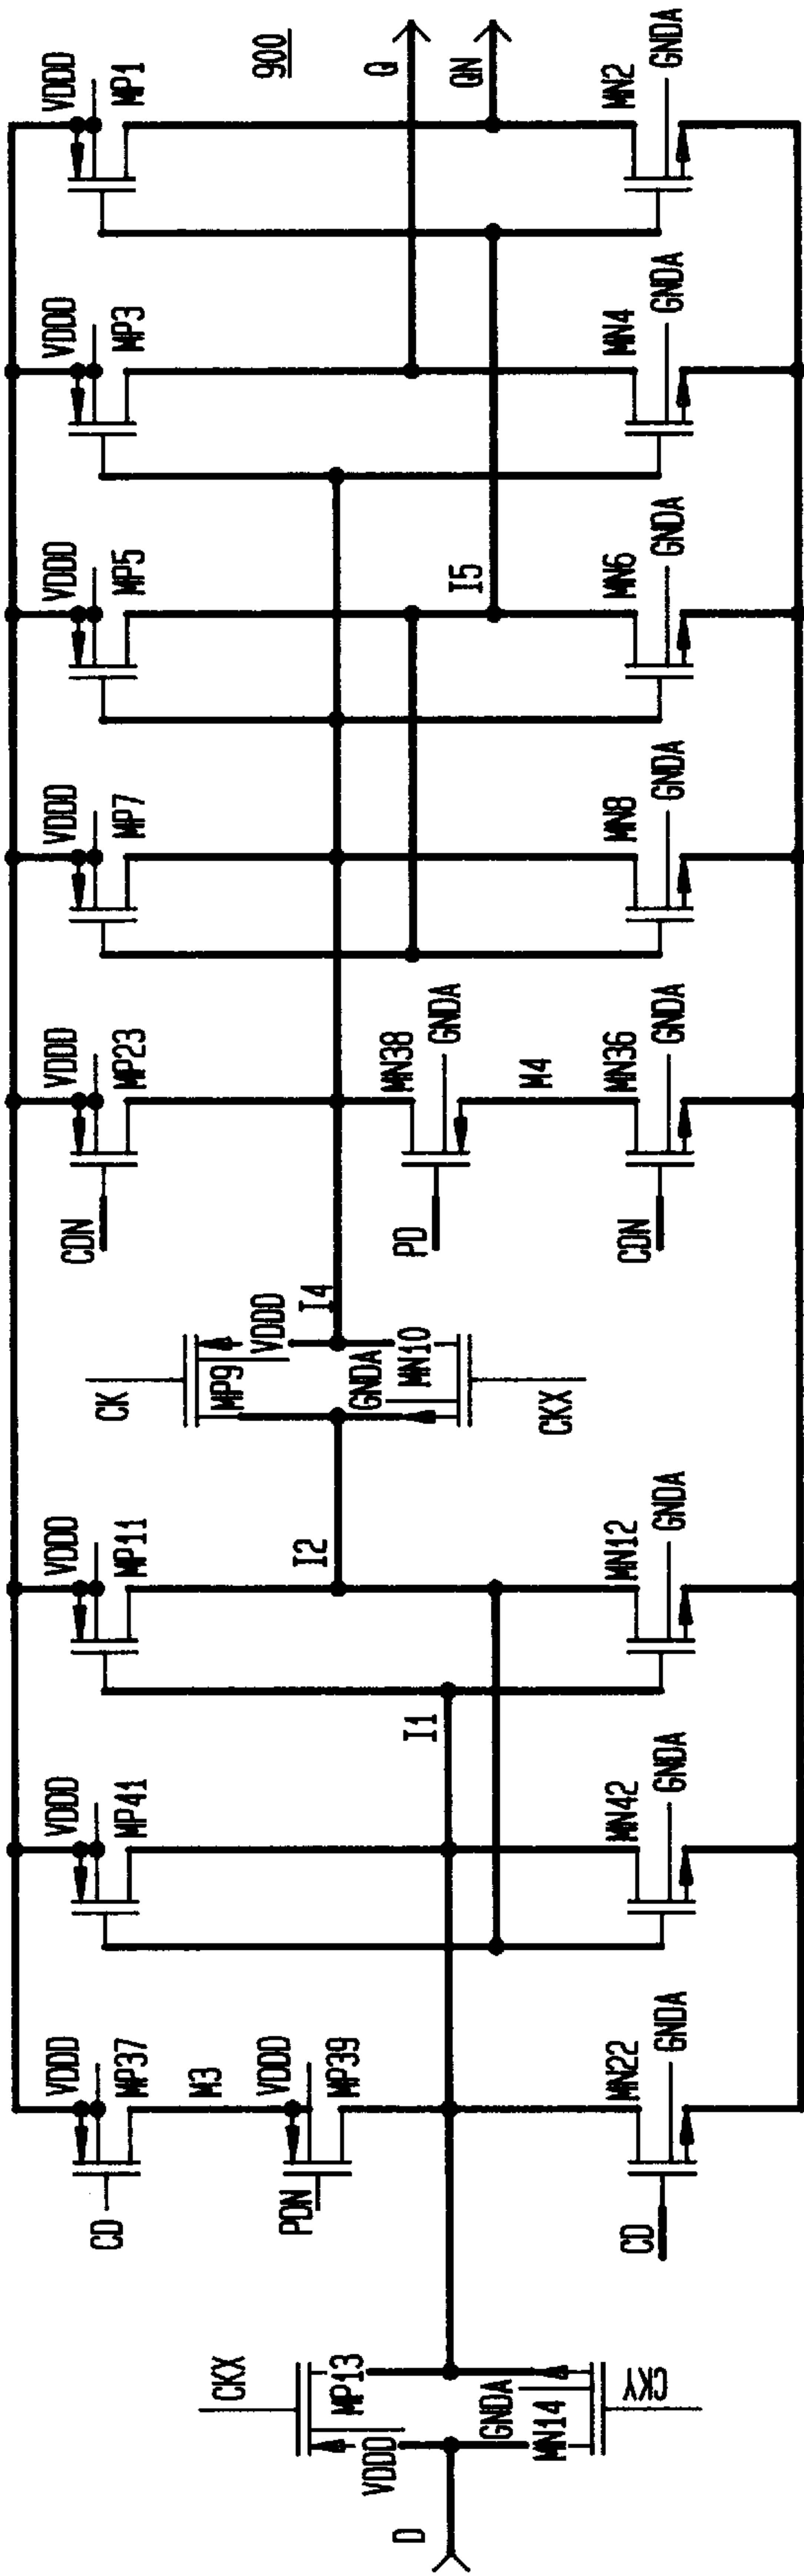 900
VDDD
MP1
Q
QN
MN2
GNDA
VDDD
MP3
MN4
GNDA
VDDD
MP5
I5
MN6
GNDA
VDDD
MP7
MN8
GNDA
VDDD
MP23
CDN
MN38
GNDA
PD
M4
MN36
GNDA
CDN
CK
MP9
VDDD
I4
GNDA
MN10
CKX
VDDD
MP11
I2
MN12
GNDA
I1
VDDD
MP41
MN42
GNDA
VDDD
MP37
CD
M3
VDDD
MP39
PDN
MN22
GNDA
CD
CKX
MP13
VDDD
GNDA
MN14
CKY
D